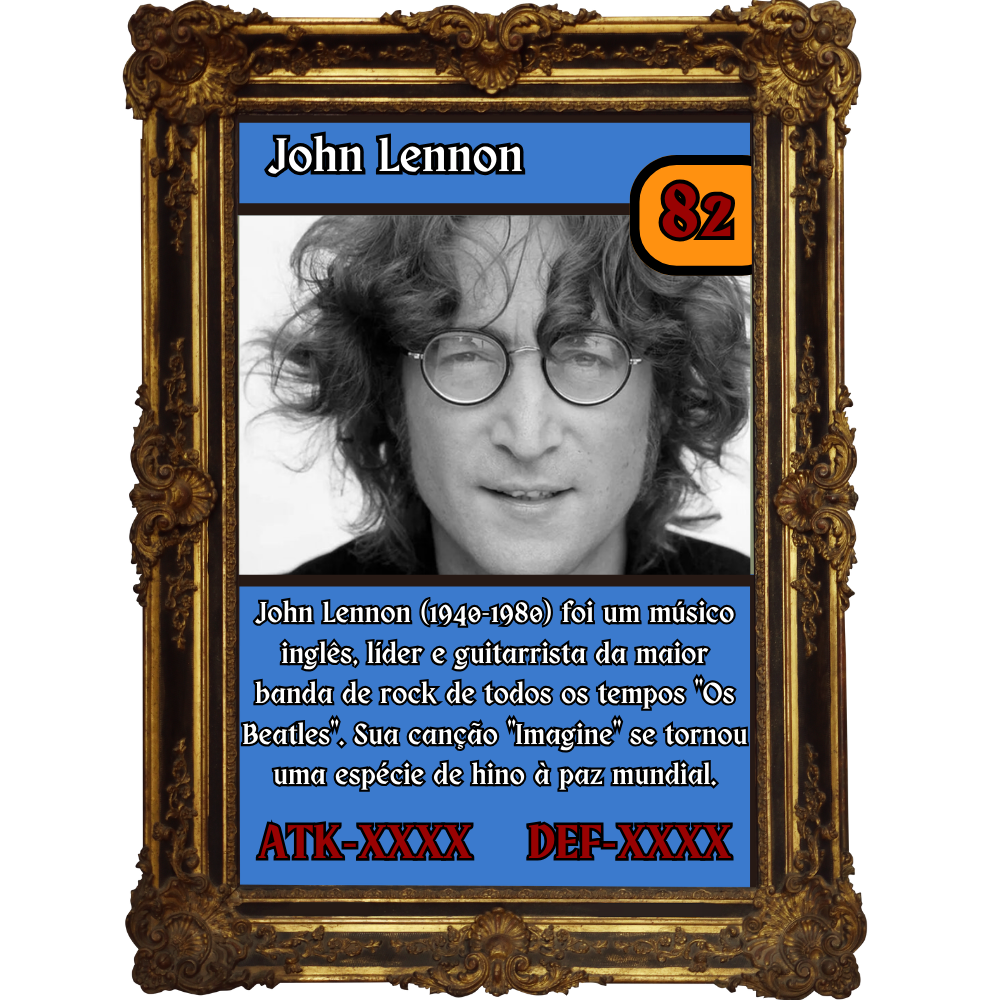 John Lennon
82
John Lennon (1940-1980) foi um músico
inglês, líder e guitarrista da maior
banda de rock de todos os tempos "Os
Beatles". Sua canção "Imagine" se tornou
uma espécie de hino à paz mundial.
ATK-XXXX DEF-XXXX